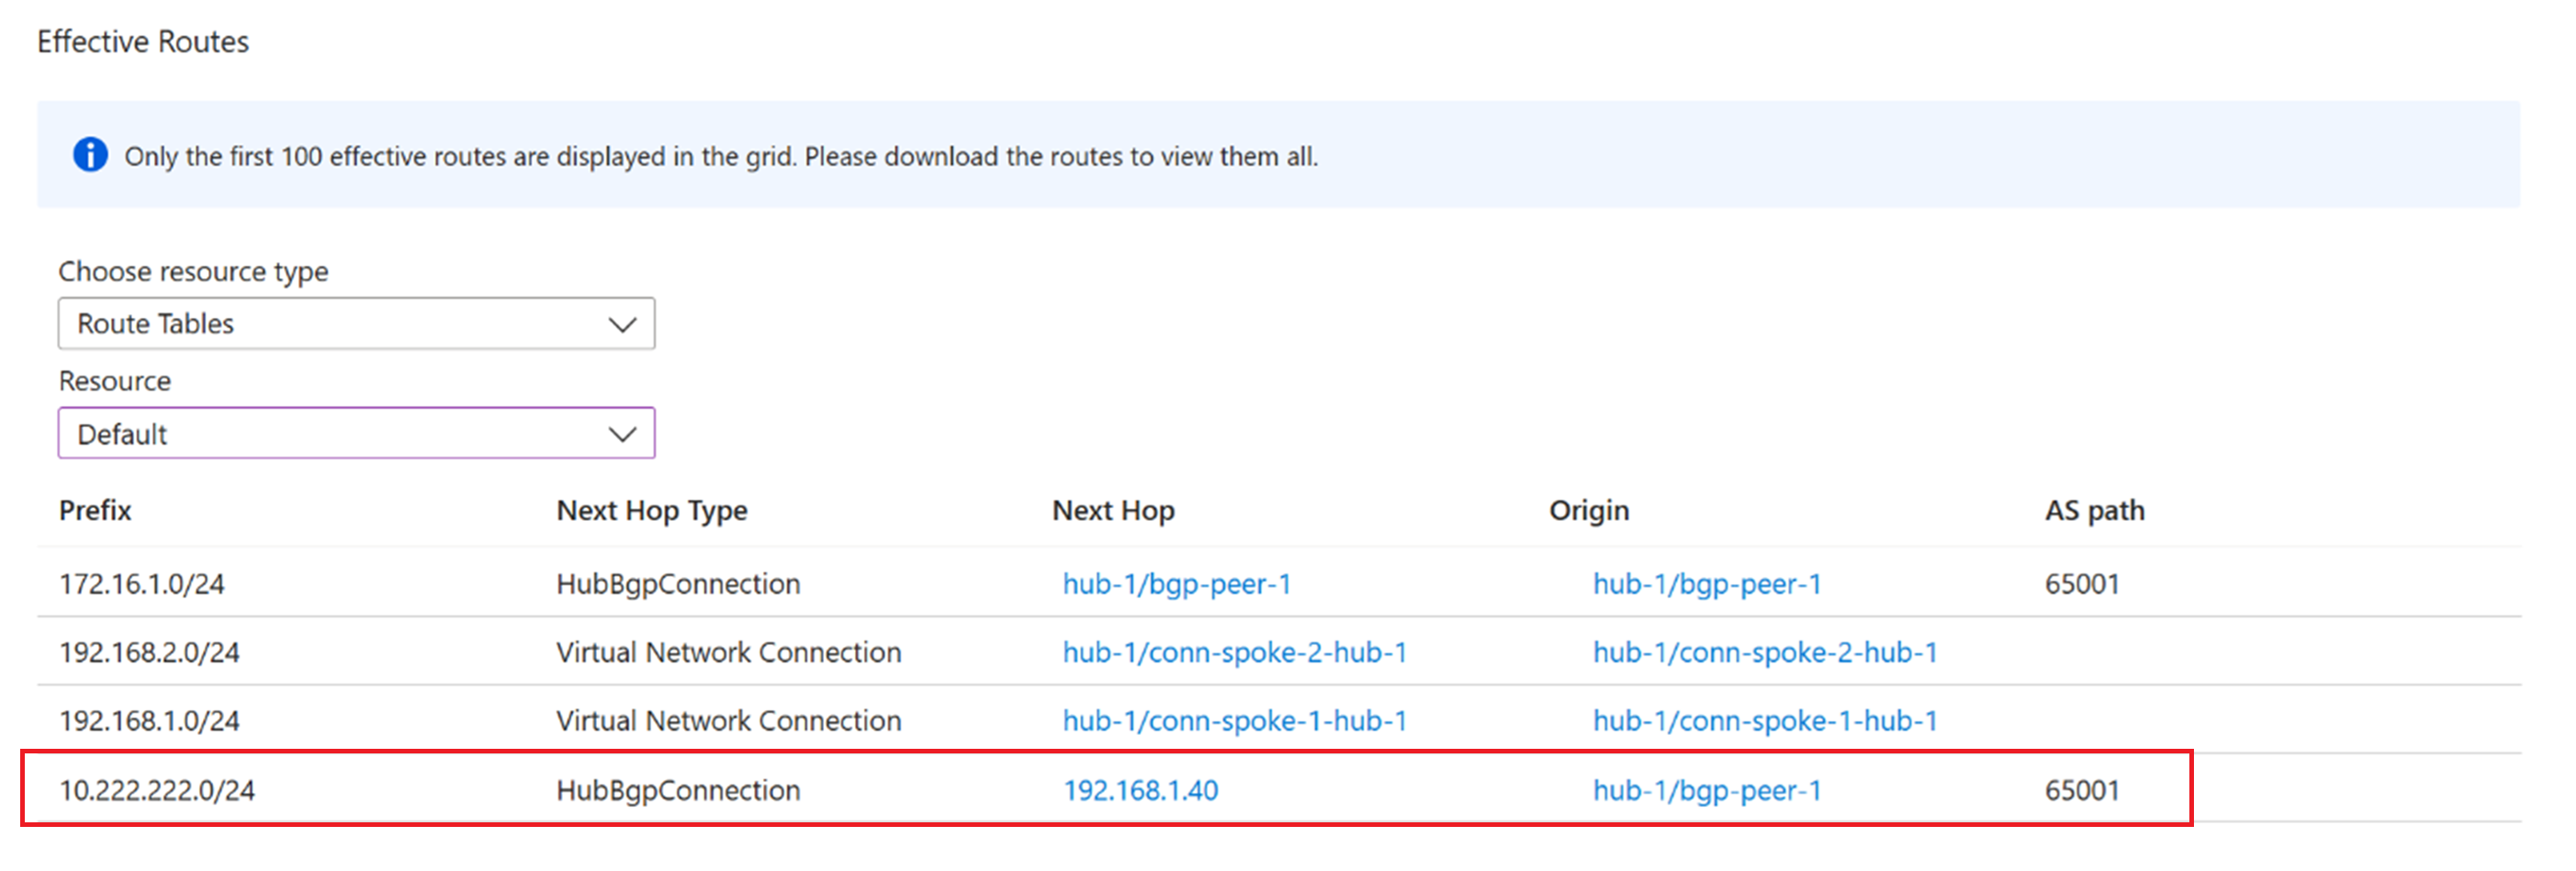 Effective Routes
Only the first 100 effective routes are displayed in the grid. Please download the routes to view them all.
Choose resource type
Route Tables
Resource
Default
Prefix Next Hop Type Next Hop Origin AS path
172.16.1.0/24 HubBgpConnection hub-1/bgp-peer-1 hub-1/bgp-peer-1 65001
192.168.2.0/24 Virtual Network Connection hub-1/conn-spoke-2-hub-1 hub-1/conn-spoke-2-hub-1
192.168.1.0/24 Virtual Network Connection hub-1/conn-spoke-1-hub-1 hub-1/conn-spoke-1-hub-1
10.222.222.0/24 HubBgpConnection 192.168.1.40 hub-1/bgp-peer-1 65001